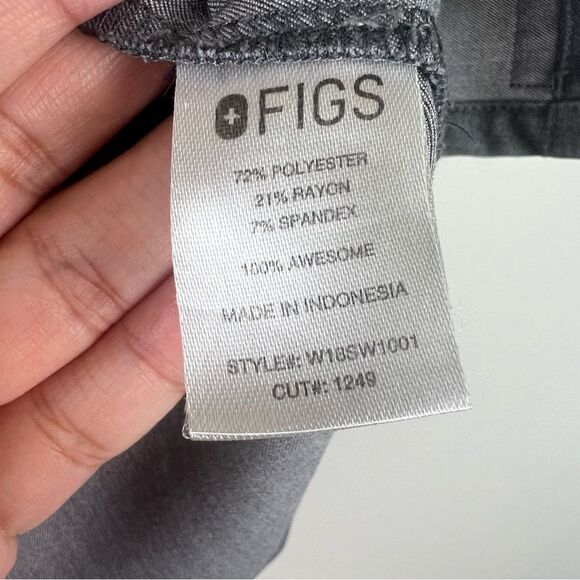 FIGS
72% POLYESTER
21% RAYON
7% SPANDEX
100% AWESOME
MADE IN INDONESIA
STYLE#: W18SW1001
CUT#: 1249